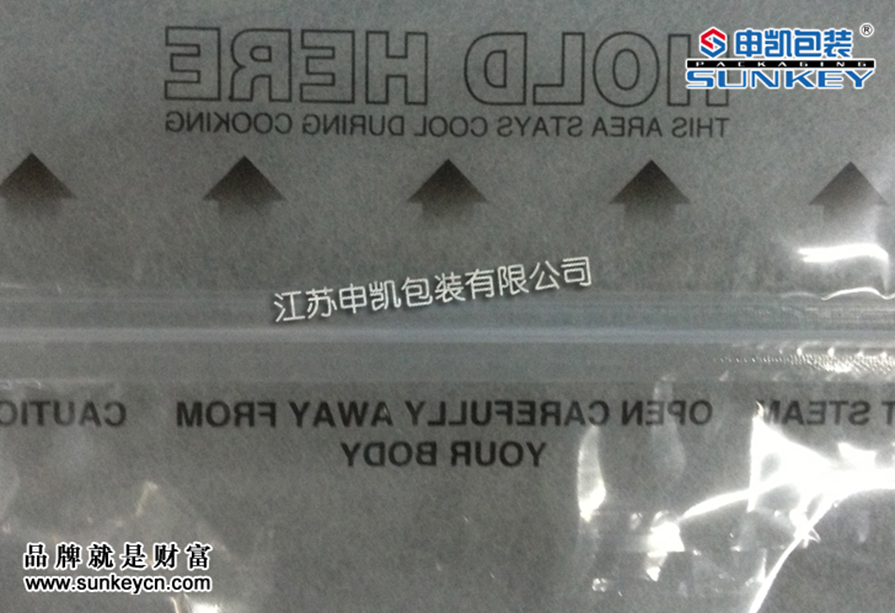 申凯包装®
PACKAGING
SUNKEY
HOLD HERE
THIS AREA STAYS COOL DURING COOKING
江苏申凯包装有限公司
STEAM OPEN CAREFULLY AWAY FROM
YOUR BODY
品牌就是财富
www.sunkeycn.com